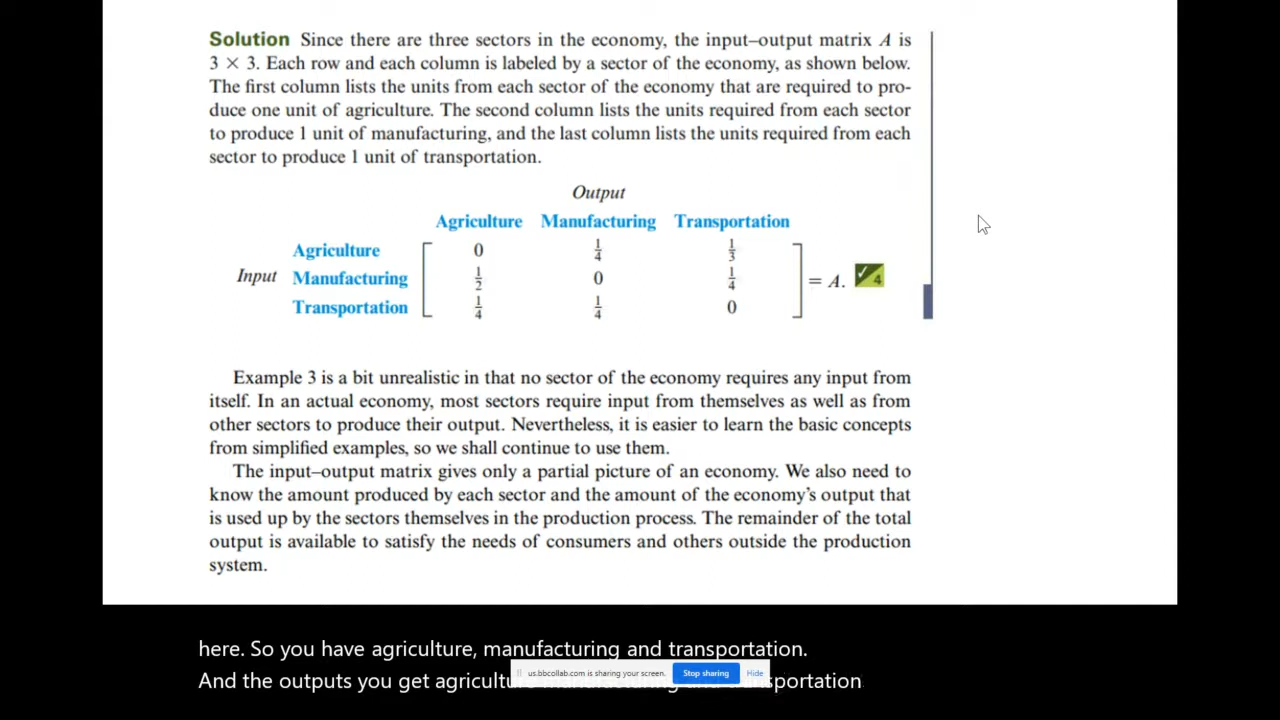 Solution Since there are three sectors in the economy, the input–output matrix A is
3 × 3. Each row and each column is labeled by a sector of the economy, as shown below.
The first column lists the units from each sector of the economy that are required to pro-
duce one unit of agriculture. The second column lists the units required from each sector
to produce 1 unit of manufacturing, and the last column lists the units required from each
sector to produce 1 unit of transportation.
Output
Agriculture Manufacturing Transportation
Agriculture 0 1/4 1/3
Input Manufacturing 1/2 0 1/4 = A. ✓ 4
Transportation 1/4 1/4 0
Example 3 is a bit unrealistic in that no sector of the economy requires any input from
itself. In an actual economy, most sectors require input from themselves as well as from
other sectors to produce their output. Nevertheless, it is easier to learn the basic concepts
from simplified examples, so we shall continue to use them.
The input–output matrix gives only a partial picture of an economy. We also need to
know the amount produced by each sector and the amount of the economy's output that
is used up by the sectors themselves in the production process. The remainder of the total
output is available to satisfy the needs of consumers and others outside the production
system.
here. So you have agriculture, manufacturing and transportation.
us.bbcollab.com is sharing your screen. Stop sharing Hide
And the outputs you get